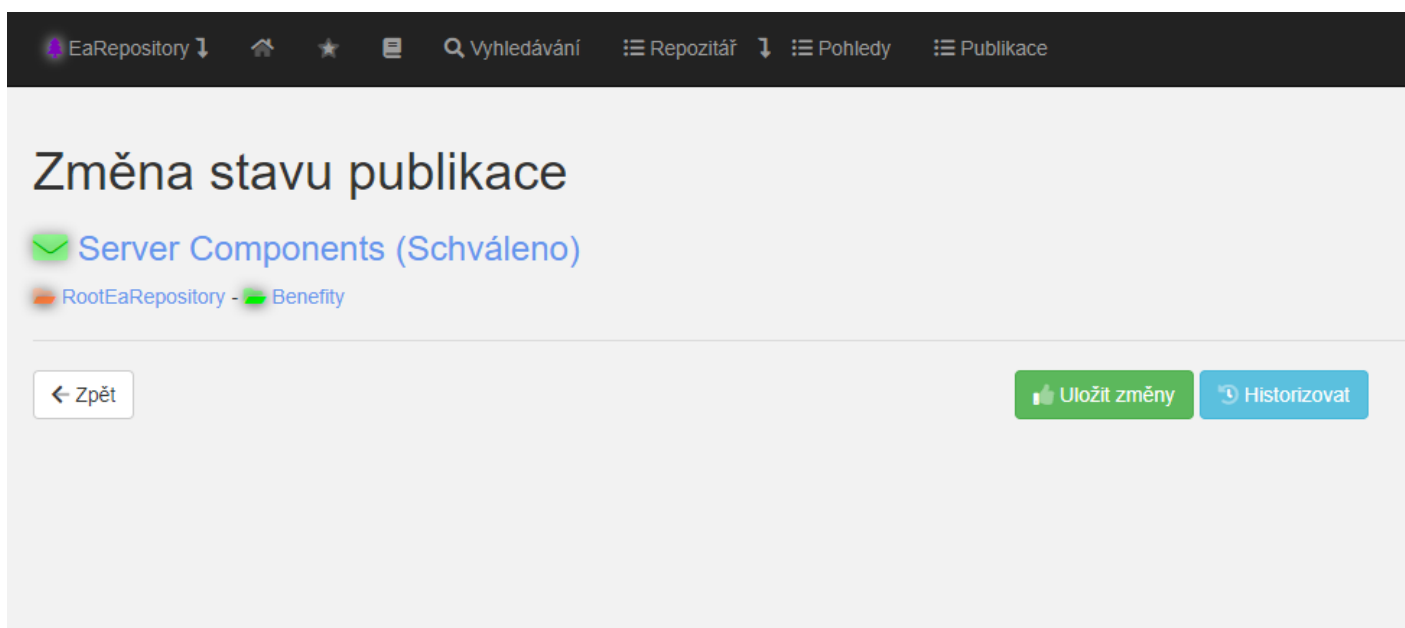 EaRepository Vyhledávání Repozitář Pohledy Publikace
Změna stavu publikace
Server Components (Schváleno)
RootEaRepository - Benefity
Zpět Uložit změny Historizovat